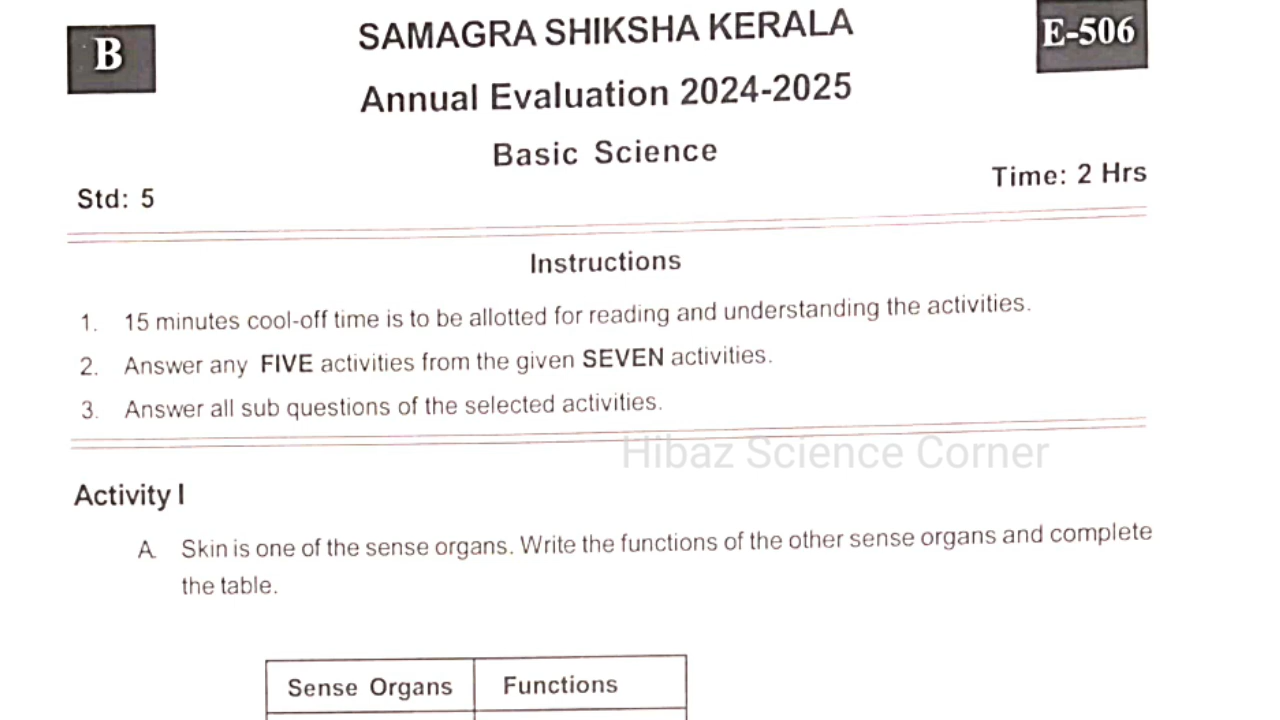 B
SAMAGRA SHIKSHA KERALA
E-506
Annual Evaluation 2024-2025
Basic Science
Std: 5
Time: 2 Hrs
Instructions
1. 15 minutes cool-off time is to be allotted for reading and understanding the activities.
2. Answer any FIVE activities from the given SEVEN activities.
3. Answer all sub questions of the selected activities.
Hibaz Science Corner
Activity I
A. Skin is one of the sense organs. Write the functions of the other sense organs and complete
the table.
Sense Organs Functions